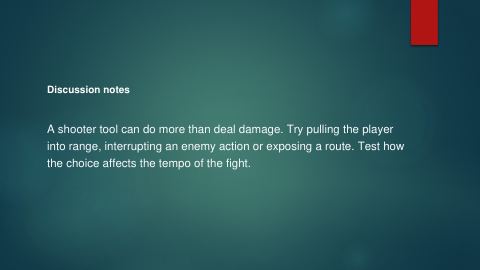 Discussion notes
A shooter tool can do more than deal damage. Try pulling the player
into range, interrupting an enemy action or exposing a route. Test how
the choice affects the tempo of the fight.